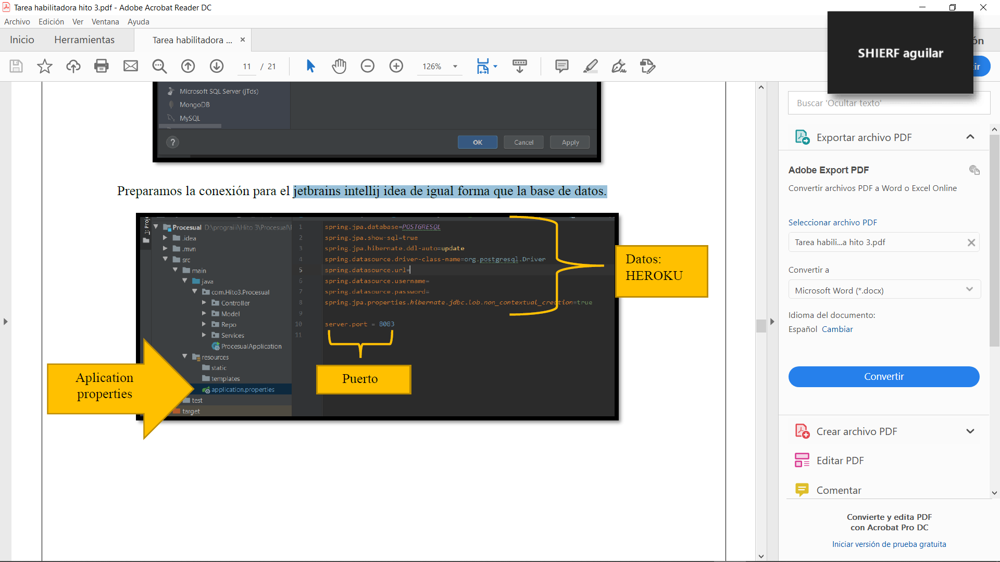 Tarea habilitadora hito 3.pdf - Adobe Acrobat Reader DC
Archivo Edición Ver Ventana Ayuda
Inicio Herramientas Tarea habilitadora ... ×
11 / 21 126%
SHIERF aguilar
Microsoft SQL Server (jTds)
MongoDB
MySQL
? OK Cancel Apply
Preparamos la conexión para el jetbrains intellij idea de igual forma que la base de datos.
Procesual D:\prograiii\Hito 3\Procesual\
.idea
.mvn
src
main
java
com.Hito3.Procesual
Controller
Model
Repo
Services
ProcesualApplication
resources
static
templates
application.properties
test
target
1 spring.jpa.database=POSTGRESQL
2 spring.jpa.show-sql=true
3 spring.jpa.hibernate.ddl-auto=update
4 spring.datasource.driver-class-name=org.postgresql.Driver
5 spring.datasource.url=
6 spring.datasource.username=
7 spring.datasource.password=
8 spring.jpa.properties.hibernate.jdbc.lob.non_contextual_creation=true
9
10 server.port = 8083
11
Datos:
HEROKU
Puerto
Aplication
properties
Buscar 'Ocultar texto'
Exportar archivo PDF
Adobe Export PDF
Convertir archivos PDF a Word o Excel Online
Seleccionar archivo PDF
Tarea habili...a hito 3.pdf
Convertir a
Microsoft Word (*.docx)
Idioma del documento:
Español Cambiar
Convertir
Crear archivo PDF
Editar PDF
Comentar
Convierte y edita PDF
con Acrobat Pro DC
Iniciar versión de prueba gratuita